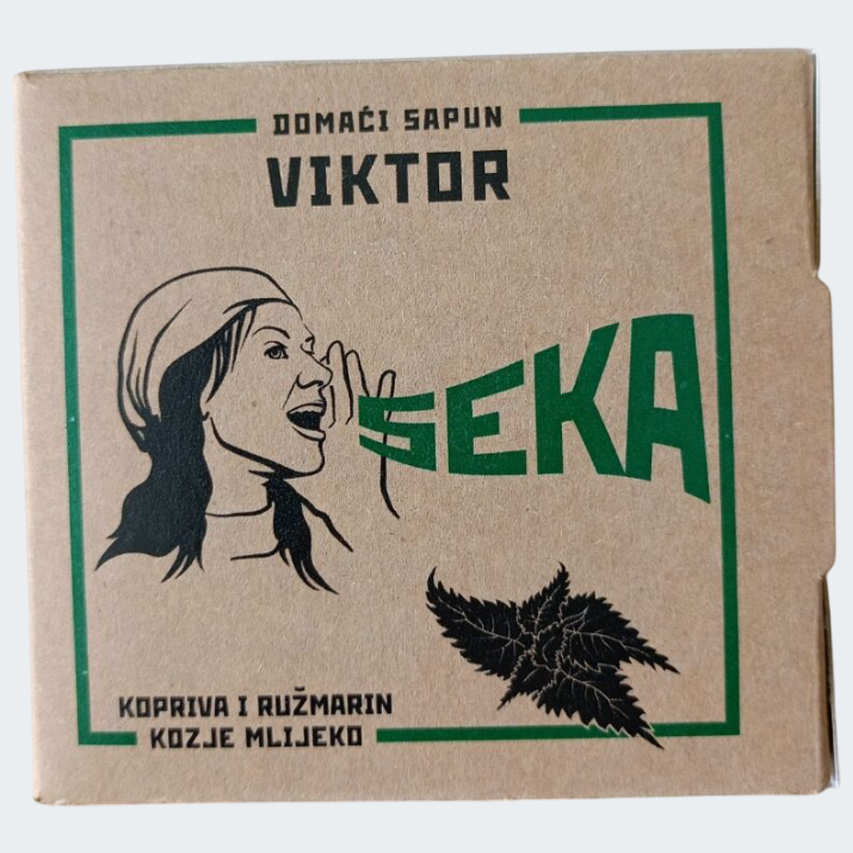 DOMAĆI SAPUN
VIKTOR
SEKA
KOPRIVA I RUŽMARIN
KOZJE MLIJEKO